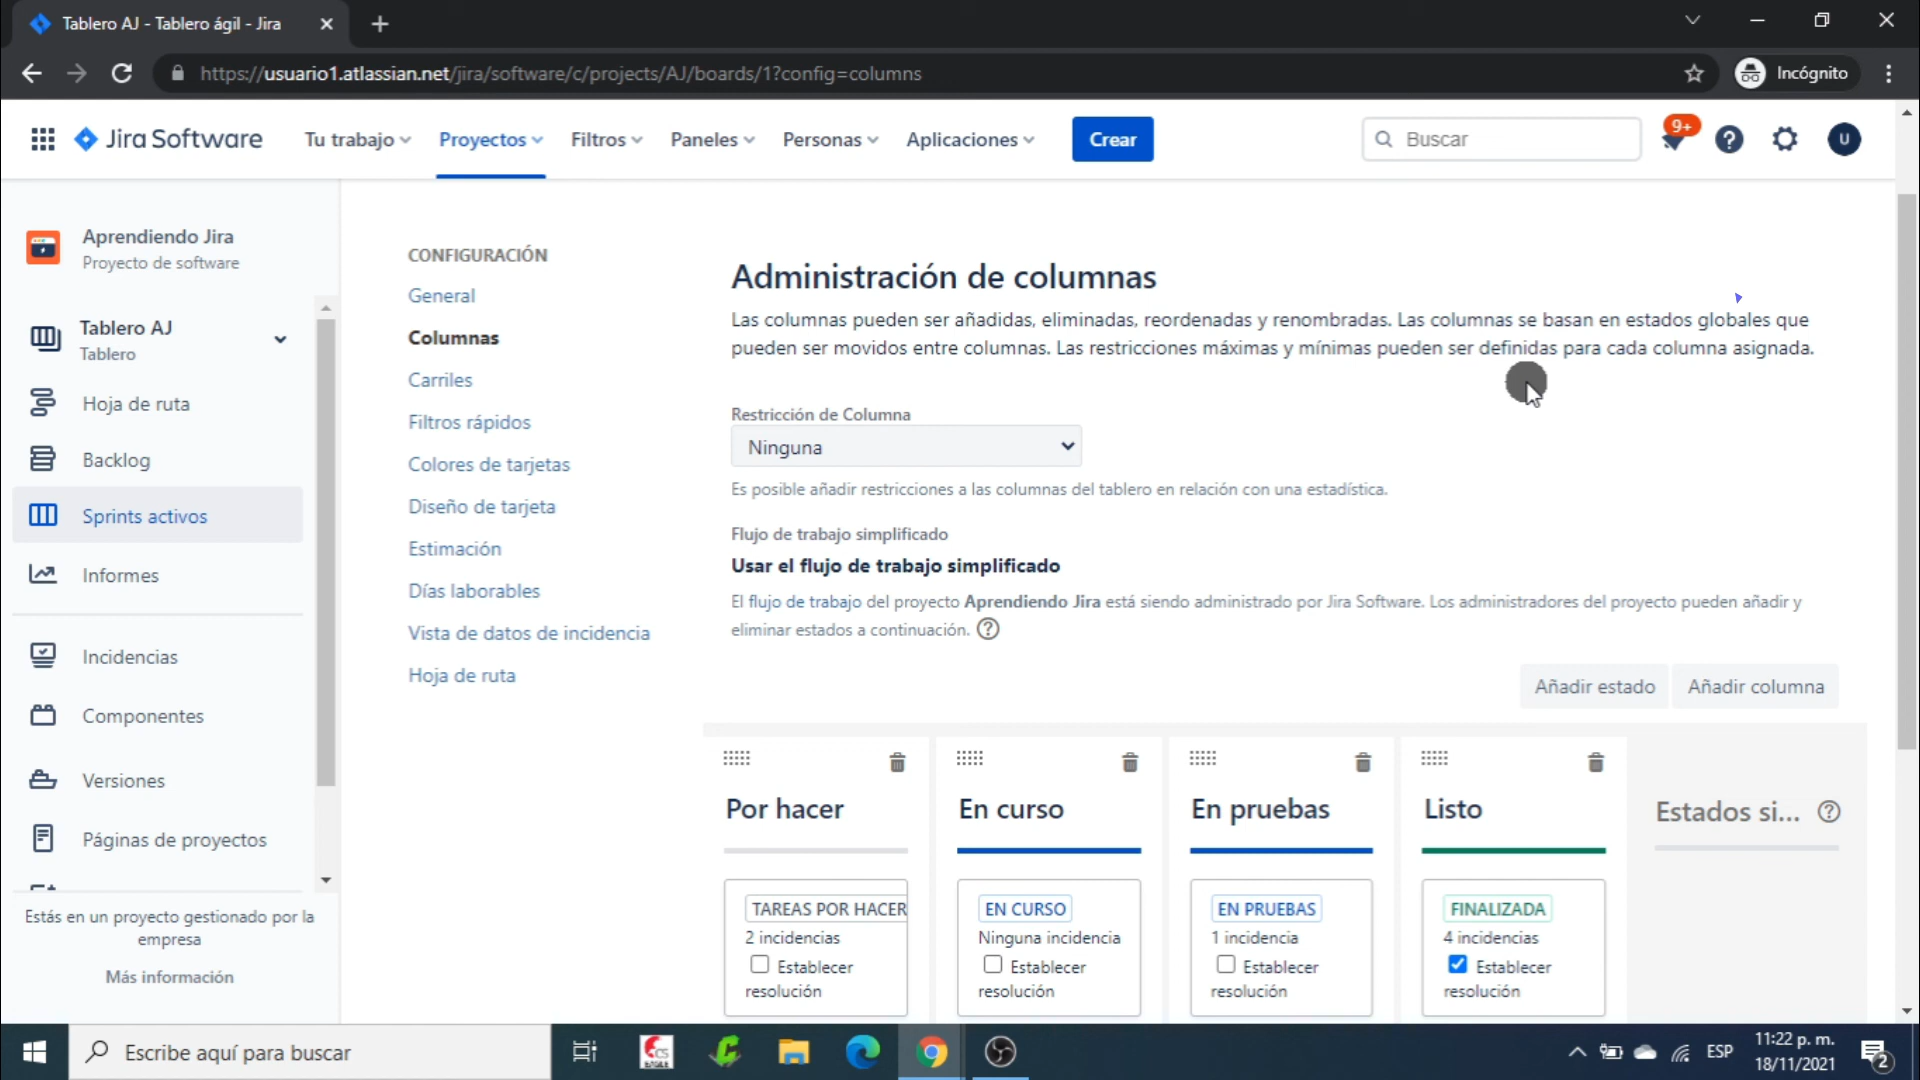 Tablero AJ - Tablero ágil - Jira
https://usuario1.atlassian.net/jira/software/c/projects/AJ/boards/1?config=columns
Incógnito
Jira Software
Tu trabajo
Proyectos
Filtros
Paneles
Personas
Aplicaciones
Crear
Buscar
9+
U
Aprendiendo Jira
Proyecto de software
Tablero AJ
Tablero
Hoja de ruta
Backlog
Sprints activos
Informes
Incidencias
Componentes
Versiones
Páginas de proyectos
Estás en un proyecto gestionado por la
empresa
Más información
CONFIGURACIÓN
General
Columnas
Carriles
Filtros rápidos
Colores de tarjetas
Diseño de tarjeta
Estimación
Días laborables
Vista de datos de incidencia
Hoja de ruta
Administración de columnas
Las columnas pueden ser añadidas, eliminadas, reordenadas y renombradas. Las columnas se basan en estados globales que
pueden ser movidos entre columnas. Las restricciones máximas y mínimas pueden ser definidas para cada columna asignada.
Restricción de Columna
Ninguna
Es posible añadir restricciones a las columnas del tablero en relación con una estadística.
Flujo de trabajo simplificado
Usar el flujo de trabajo simplificado
El flujo de trabajo del proyecto Aprendiendo Jira está siendo administrado por Jira Software. Los administradores del proyecto pueden añadir y
eliminar estados a continuación.
Añadir estado
Añadir columna
Por hacer
TAREAS POR HACER
2 incidencias
Establecer
resolución
En curso
EN CURSO
Ninguna incidencia
Establecer
resolución
En pruebas
EN PRUEBAS
1 incidencia
Establecer
resolución
Listo
FINALIZADA
4 incidencias
Establecer
resolución
Estados si...
Escribe aquí para buscar
CS
EAGLE
ESP
11:22 p. m.
18/11/2021
2